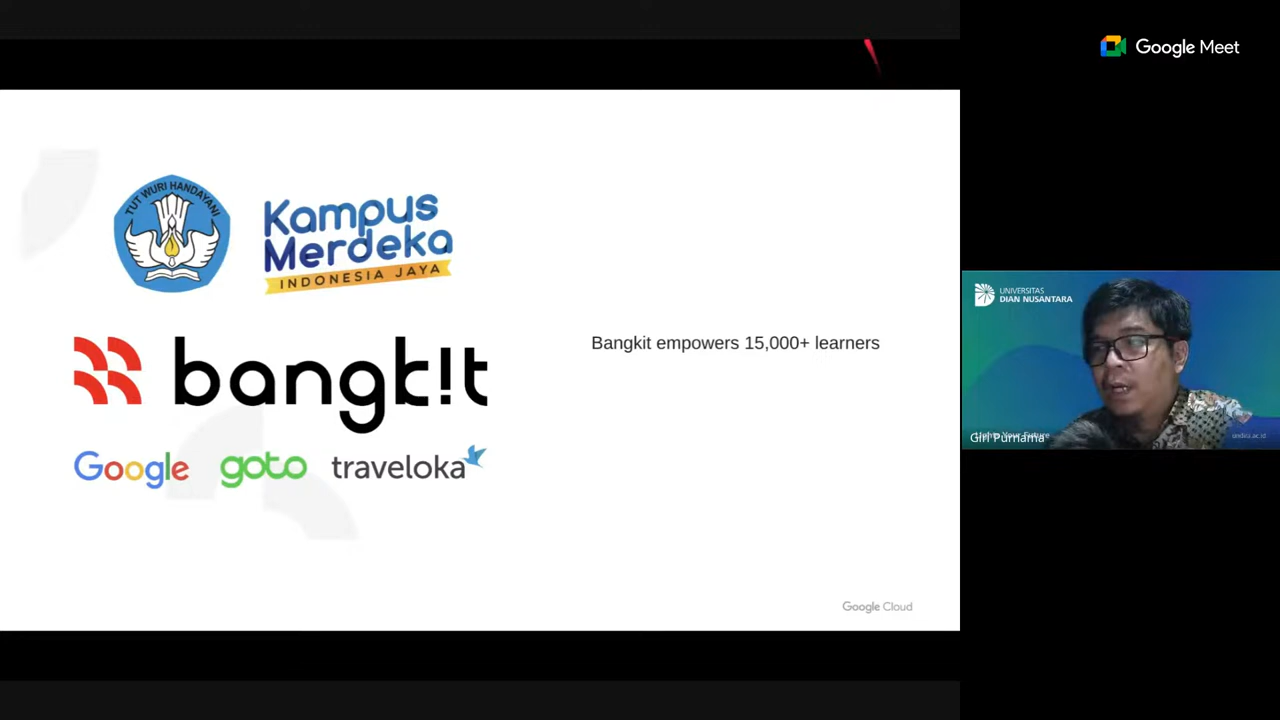 Google Meet
TUT WURI HANDAYANI
Kampus
Merdeka
INDONESIA JAYA
bangk!t
Google goto traveloka
Bangkit empowers 15,000+ learners
Google Cloud
UNIVERSITAS
DIAN NUSANTARA
Giri Purnama
undira.ac.id